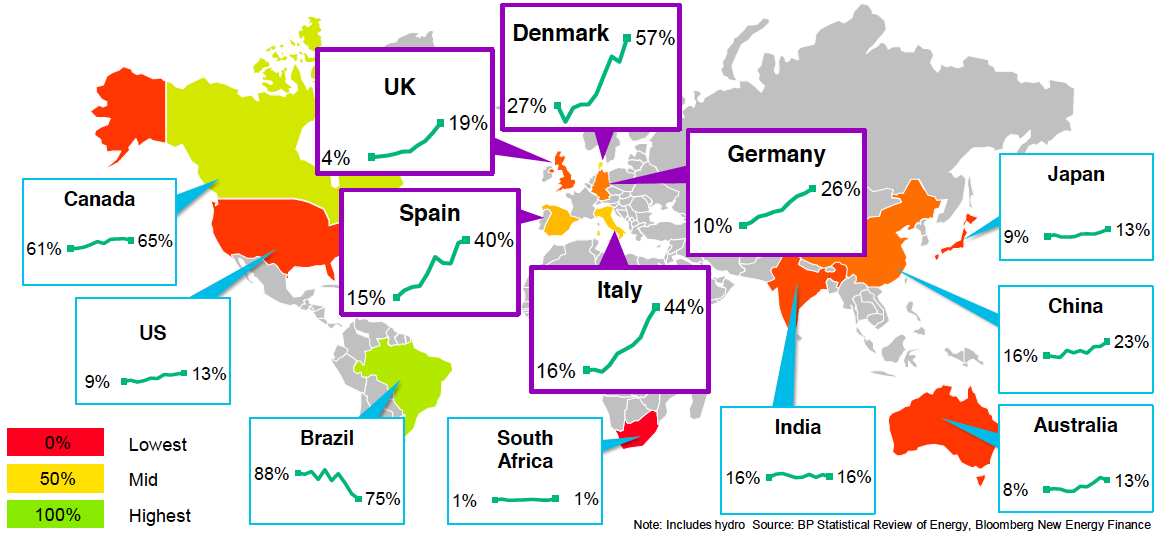 Denmark
57%
27%
UK
19%
4%
Germany
26%
10%
Japan
9%
13%
Canada
61%
65%
Spain
40%
15%
Italy
44%
16%
China
16%
23%
US
9%
13%
Brazil
88%
75%
South
Africa
1%
1%
India
16%
16%
Australia
8%
13%
0%
Lowest
50%
Mid
100%
Highest
Note: Includes hydro Source: BP Statistical Review of Energy, Bloomberg New Energy Finance